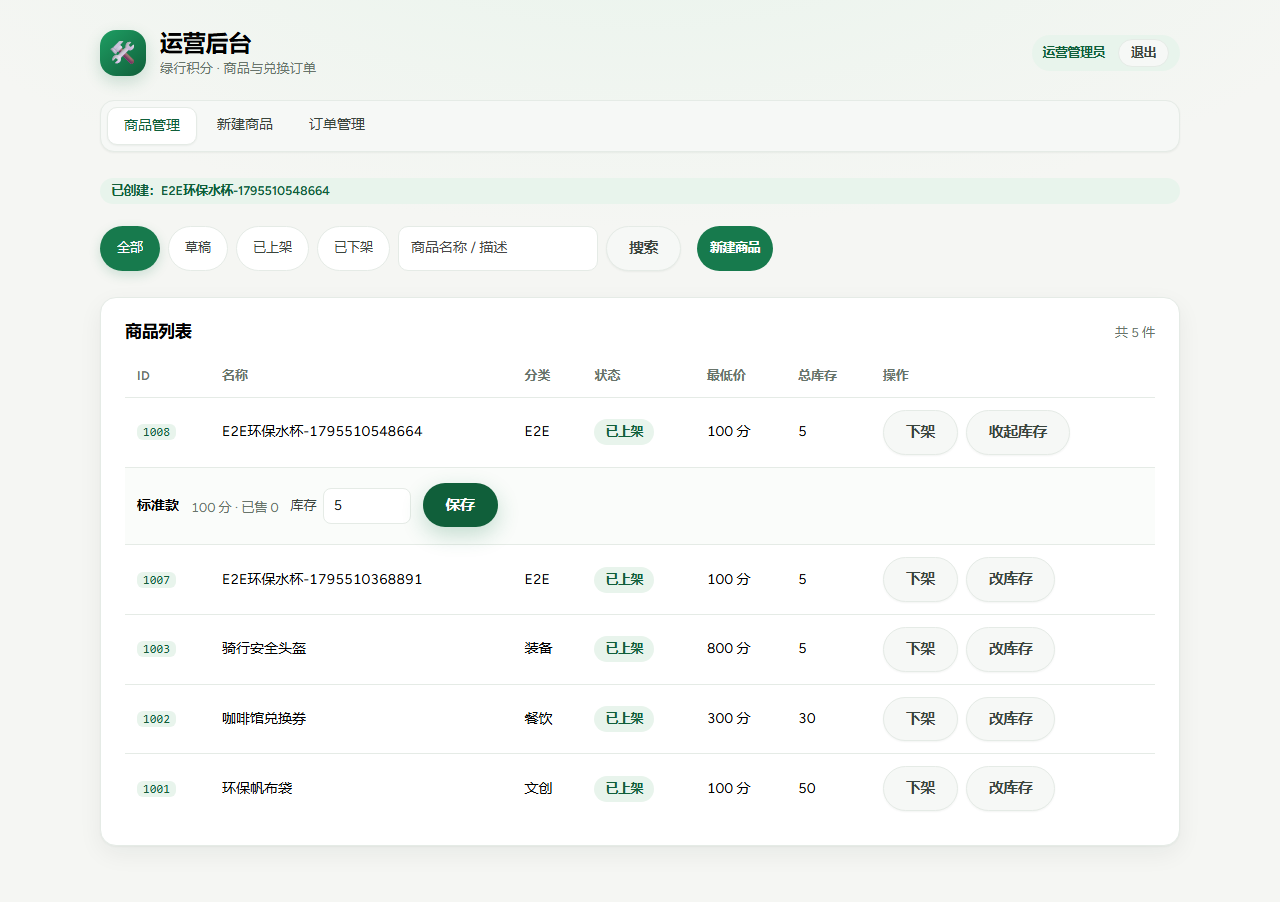 运营后台
绿行积分 · 商品与兑换订单
运营管理员 退出
商品管理 新建商品 订单管理
已创建：E2E环保水杯-1795510548664
全部 草稿 已上架 已下架 商品名称 / 描述 搜索 新建商品
商品列表 共 5 件
ID 名称 分类 状态 最低价 总库存 操作
1008 E2E环保水杯-1795510548664 E2E 已上架 100 分 5 下架 收起库存
标准款 100 分 · 已售 0 库存 5 保存
1007 E2E环保水杯-1795510368891 E2E 已上架 100 分 5 下架 改库存
1003 骑行安全头盔 装备 已上架 800 分 5 下架 改库存
1002 咖啡馆兑换券 餐饮 已上架 300 分 30 下架 改库存
1001 环保帆布袋 文创 已上架 100 分 50 下架 改库存